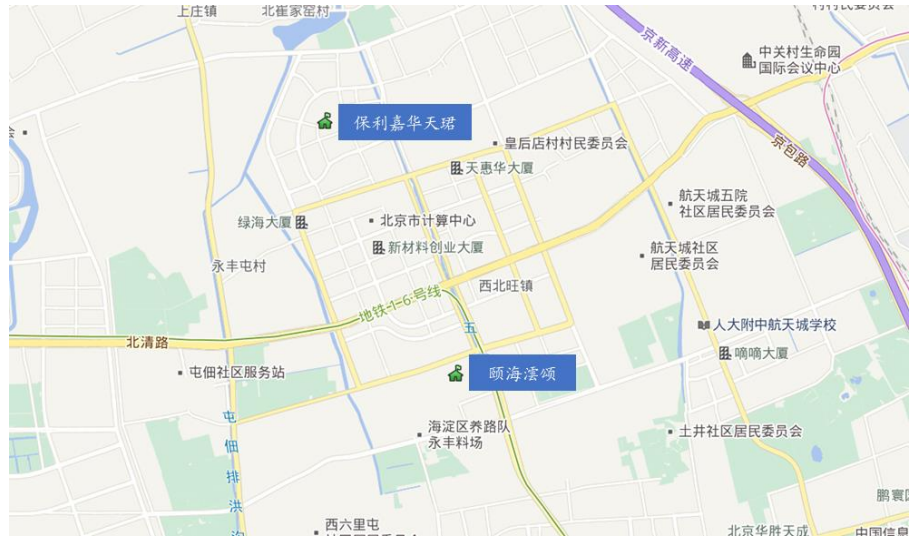 上庄镇
北崔家窑村
京新高速
中关村生命园
国际会议中心
保利嘉华天珺
皇后店村村民委员会
京包路
天惠华大厦
航天城五院
社区居民委员会
绿海大厦
北京市计算中心
新材料创业大厦
航天城社区
居民委员会
永丰屯村
西北旺镇
地铁16号线
五
人大附中航天城学校
北清路
嘀嘀大厦
屯佃社区服务站
颐海澐颂
屯佃排洪沟
海淀区养路队
永丰料场
土井社区居民委员会
鹏寰
西六里屯
北京华胜天成
中国信息